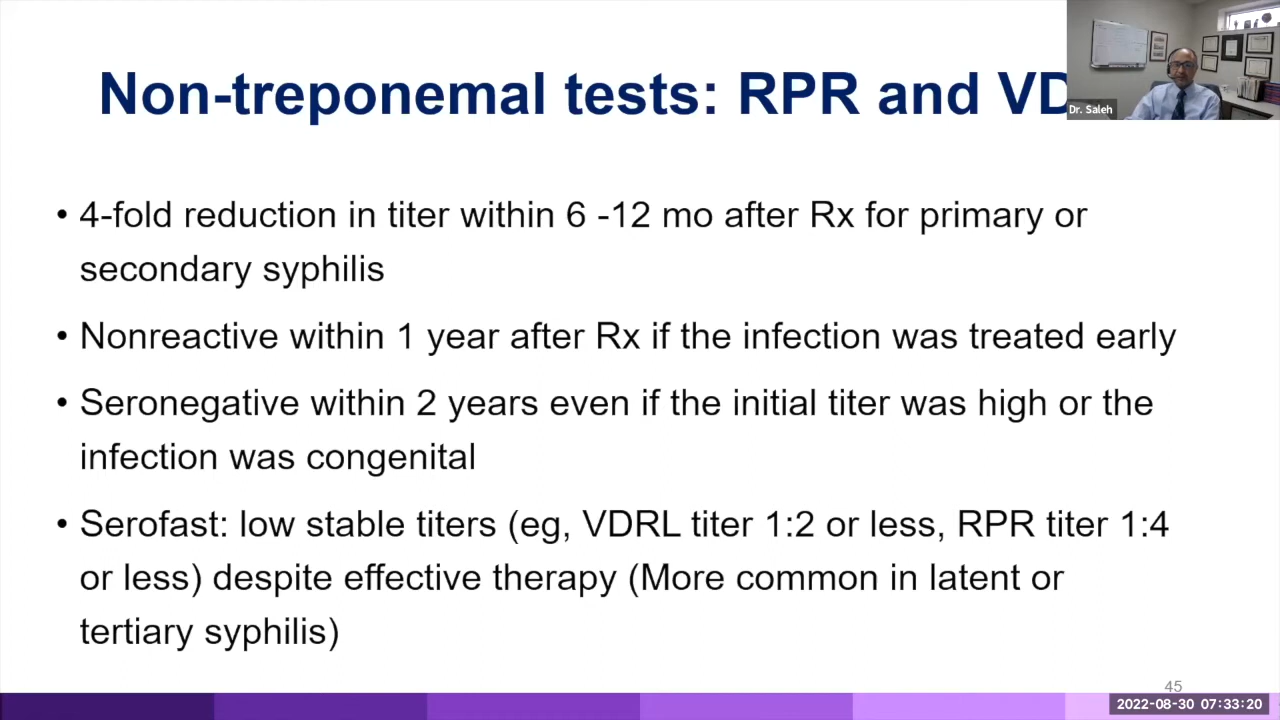 Non-treponemal tests: RPR and VD
Dr. Saleh
• 4-fold reduction in titer within 6 -12 mo after Rx for primary or
secondary syphilis
• Nonreactive within 1 year after Rx if the infection was treated early
• Seronegative within 2 years even if the initial titer was high or the
infection was congenital
• Serofast: low stable titers (eg, VDRL titer 1:2 or less, RPR titer 1:4
or less) despite effective therapy (More common in latent or
tertiary syphilis)
45
2022-08-30 07:33:20